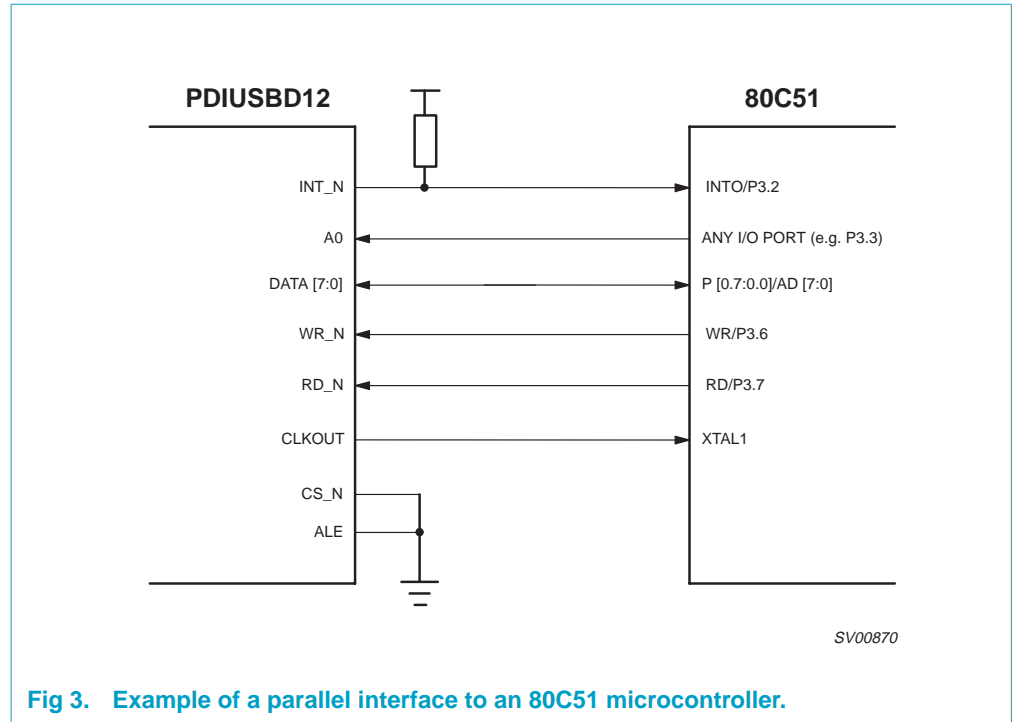 PDIUSBD12
80C51
INT_N
INTO/P3.2
A0
ANY I/O PORT (e.g. P3.3)
DATA [7:0]
P [0.7:0.0]/AD [7:0]
WR_N
WR/P3.6
RD_N
RD/P3.7
CLKOUT
XTAL1
CS_N
ALE
SV00870
Fig 3. Example of a parallel interface to an 80C51 microcontroller.